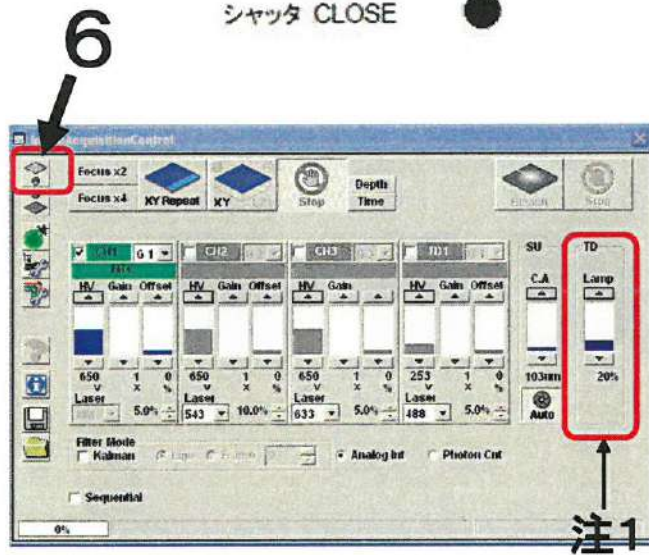 シャッタ CLOSE
6
AcquisitionControl
Focus x2
Focus x4
XY Repeat
XY
Stop
Depth
Time
Stop
CH1 G 1
CH2
CH3
TD1
SU
TD
HV Gain Offset
HV Gain Offset
HV Gain
HV Gain Offset
C.A
Lamp
650 1 0
V X %
650 1 0
V X %
650 1 0
V X %
253 1 0
V X %
103um
20%
Laser
5.0%
Laser
543 10.0%
Laser
633 5.0%
Laser
488 5.0%
Auto
Filter Mode
Kalman
Line
Frame
Analog Int
Photon Cnt
Sequential
0%
注1